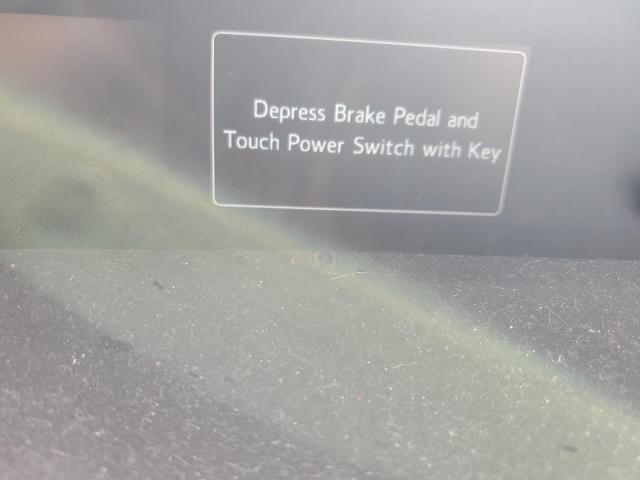 Depress Brake Pedal and
Touch Power Switch with Key